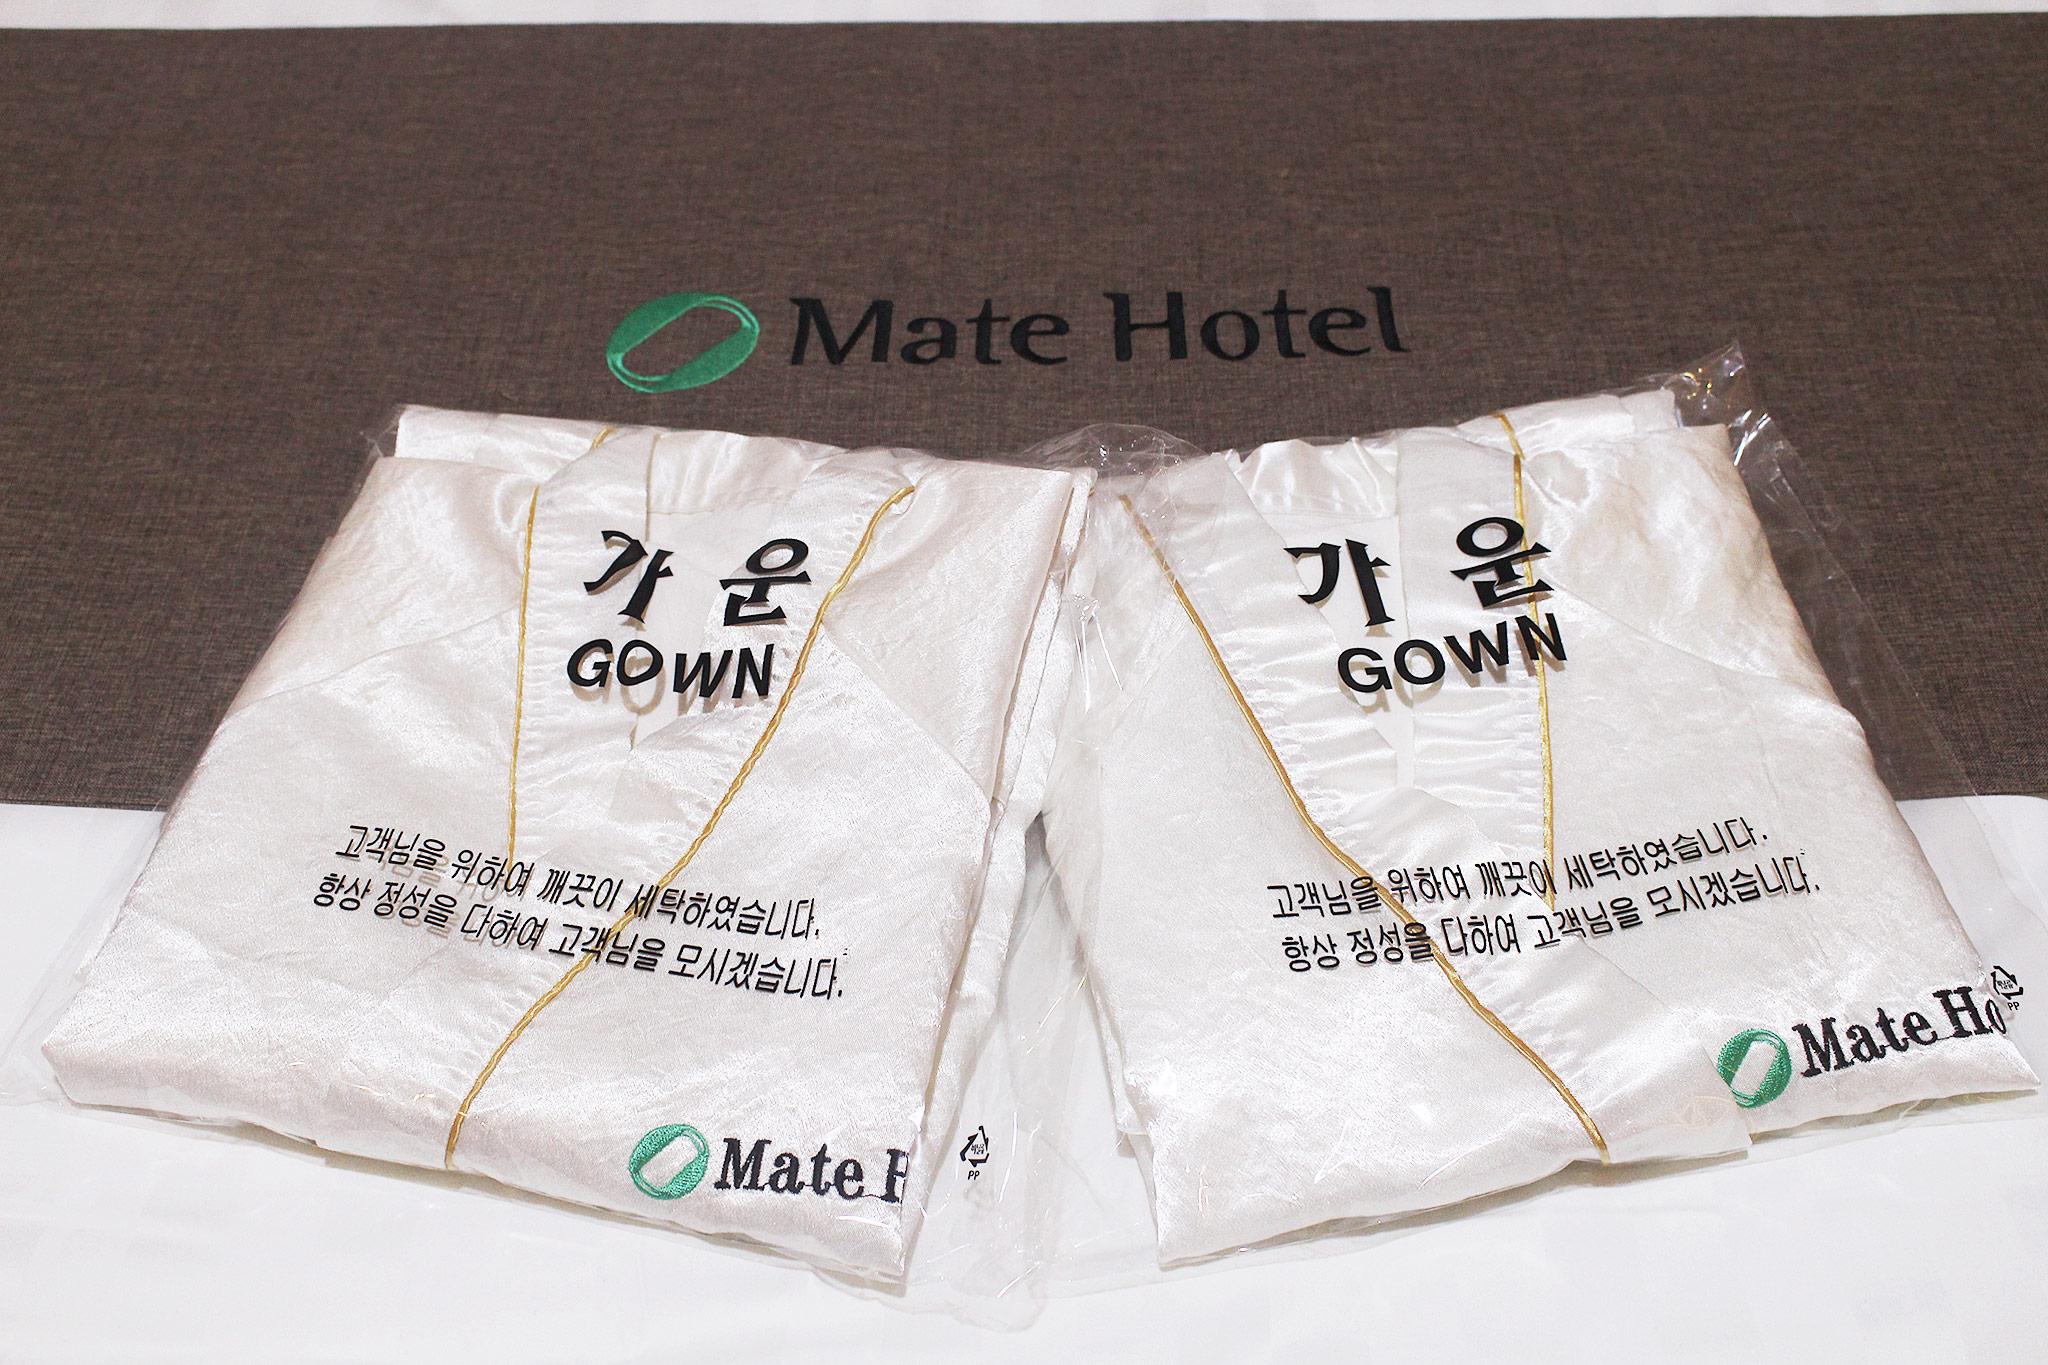 Mate Hotel
가운
GOWN
고객님을 위하여 깨끗이 세탁하였습니다.
항상 정성을 다하여 고객님을 모시겠습니다.
Mate H
PP
가운
GOWN
고객님을 위하여 깨끗이 세탁하였습니다.
항상 정성을 다하여 고객님을 모시겠습니다.
Mate Ho
PP